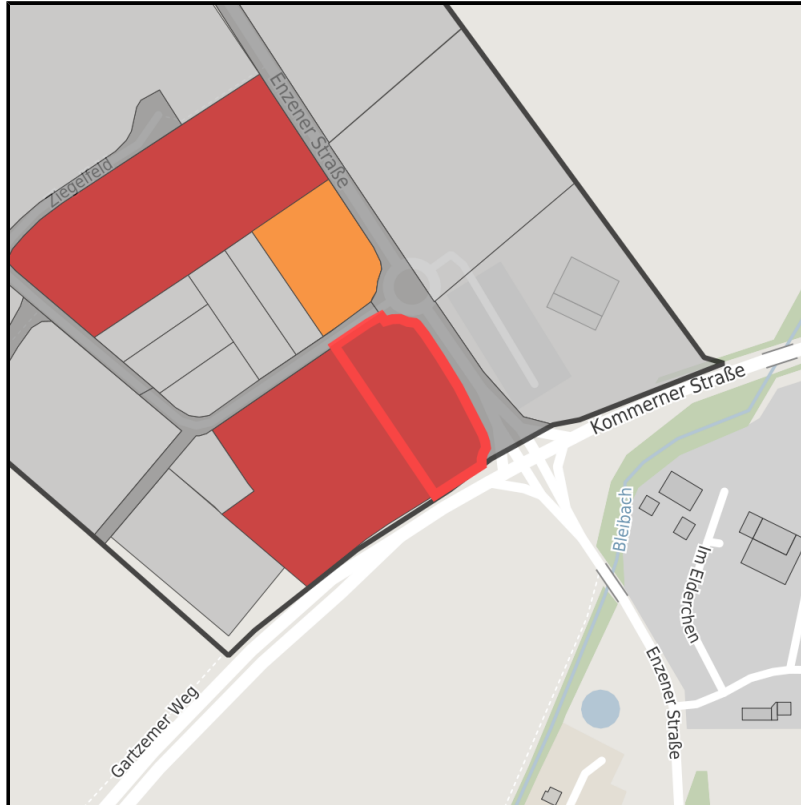 Enzener Straße
Ziegelfeld
Kommerner Straße
Bleibach
Im Elderchen
Enzener Straße
Gartzemer Weg